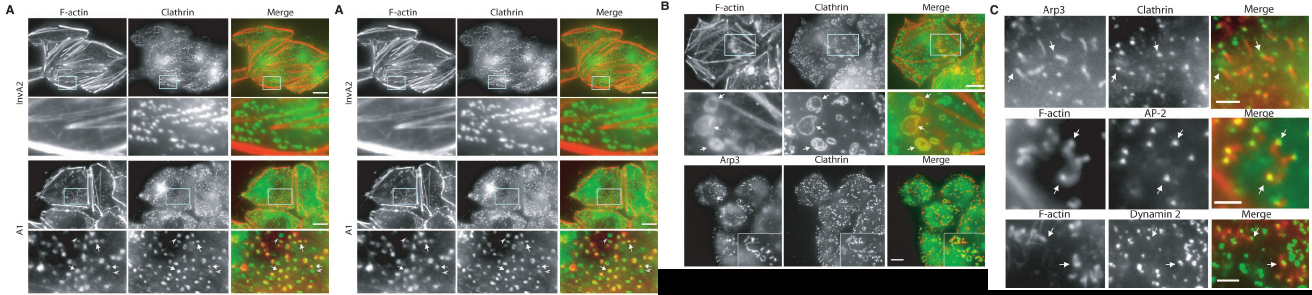 A
F-actin Clathrin Merge
InvA2
A1
A
F-actin Clathrin Merge
InvA2
A1
B
F-actin Clathrin Merge
Arp3 Clathrin Merge
C
Arp3 Clathrin Merge
F-actin AP-2 Merge
F-actin Dynamin 2 Merge